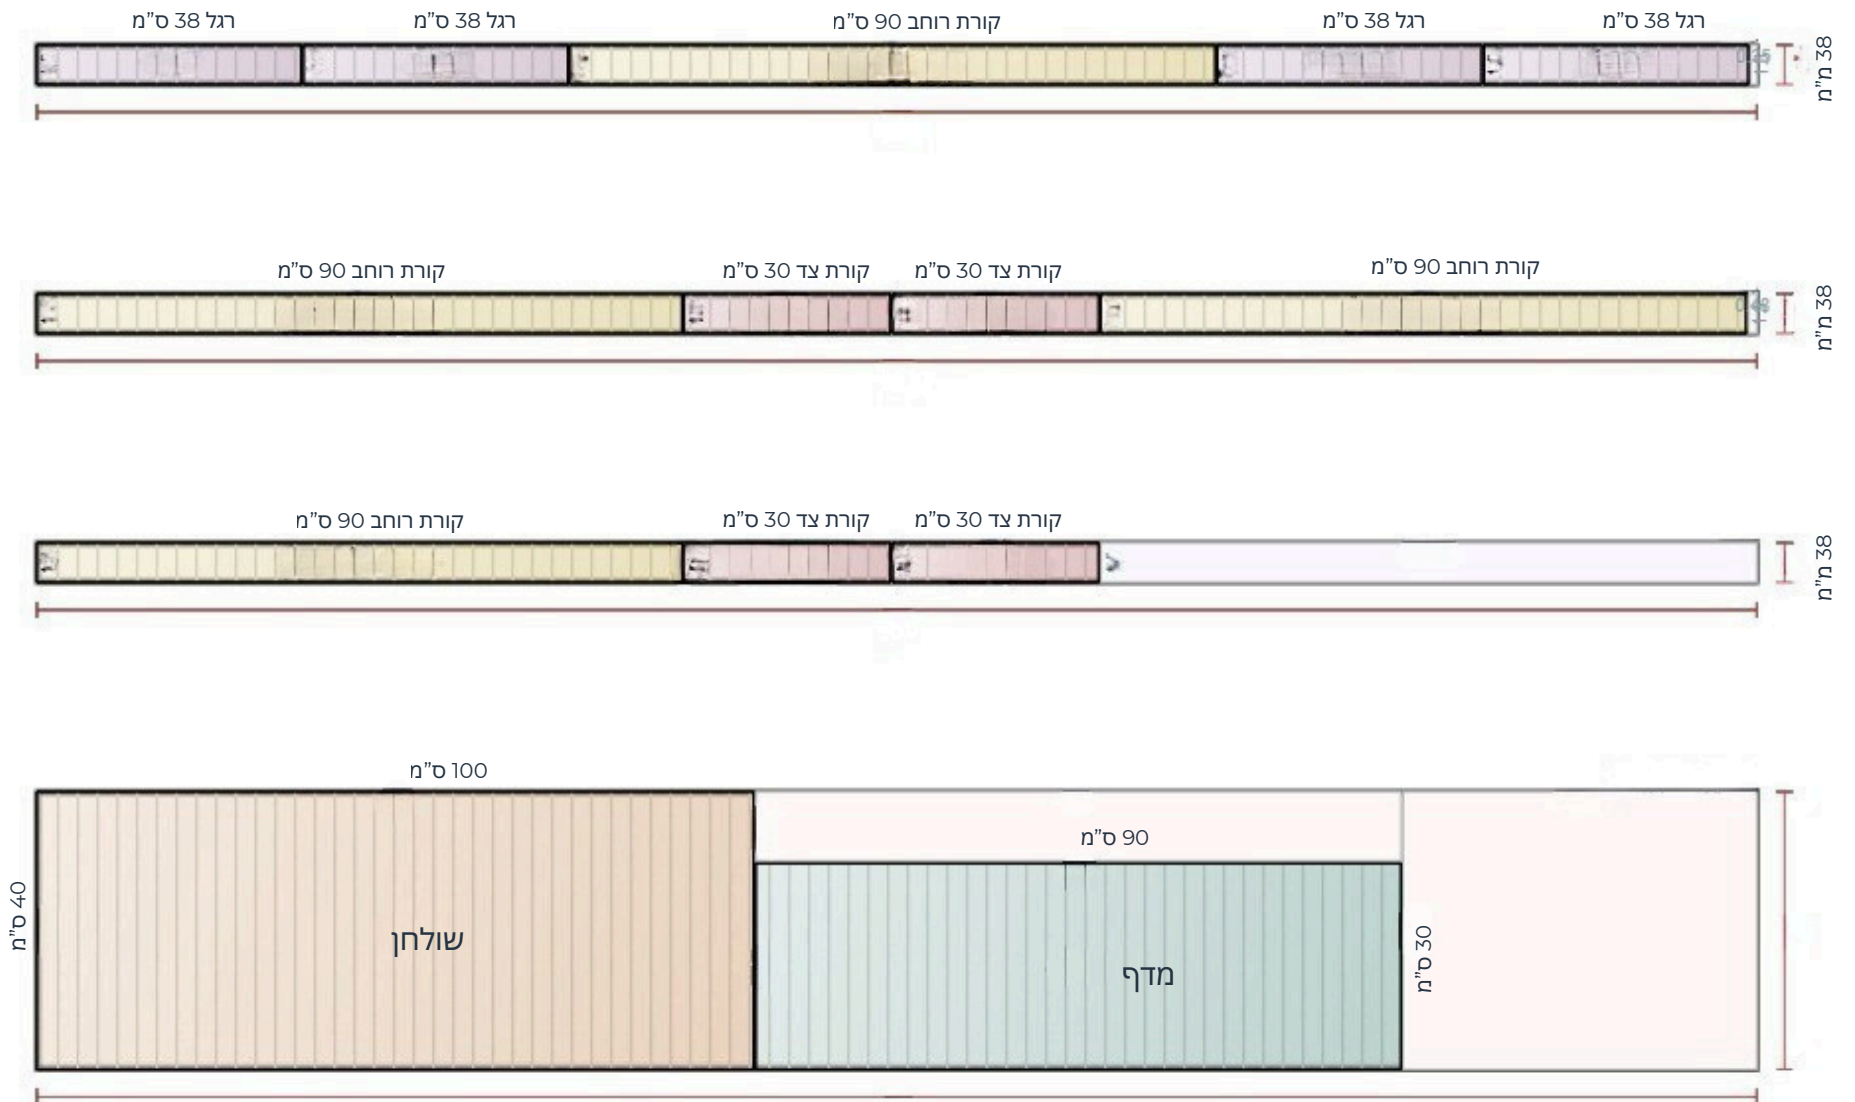 רגל 38 ס"מ
רגל 38 ס"מ
קורת רוחב 90 ס"מ
רגל 38 ס"מ
רגל 38 ס"מ
38 מ"מ
קורת רוחב 90 ס"מ
קורת צד 30 ס"מ
קורת צד 30 ס"מ
קורת רוחב 90 ס"מ
38 מ"מ
קורת רוחב 90 ס"מ
קורת צד 30 ס"מ
קורת צד 30 ס"מ
38 מ"מ
100 ס"מ
90 ס"מ
40 ס"מ
שולחן
מדף
30 ס"מ